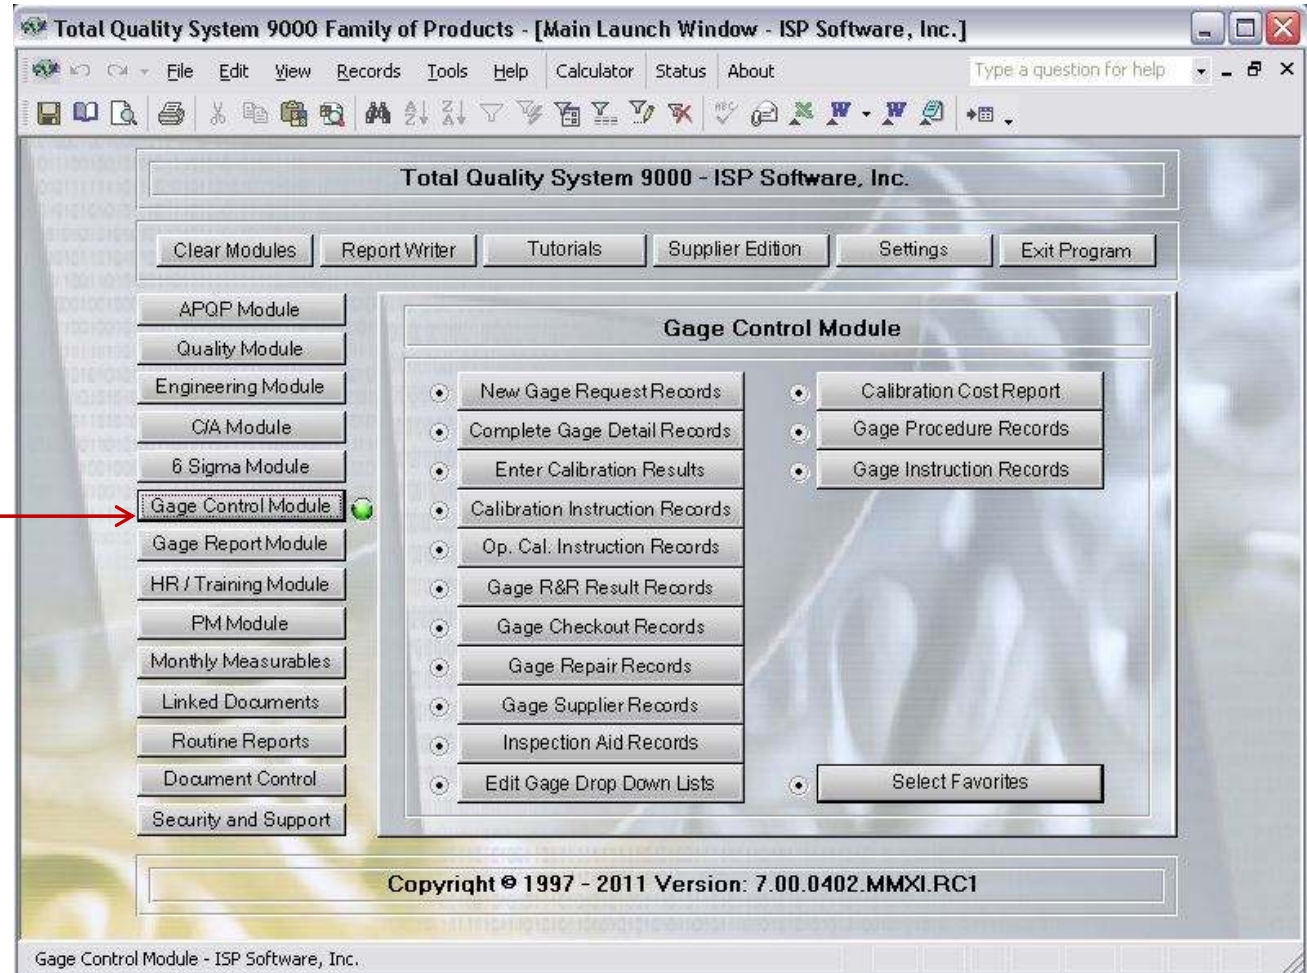 Total Quality System 9000 Family of Products - [Main Launch Window - ISP Software, Inc.]
File Edit View Records Tools Help Calculator Status About Type a question for help
Total Quality System 9000 - ISP Software, Inc.
Clear Modules Report Writer Tutorials Supplier Edition Settings Exit Program
APQP Module
Quality Module
Engineering Module
C/A Module
6 Sigma Module
Gage Control Module
Gage Report Module
HR / Training Module
PM Module
Monthly Measurables
Linked Documents
Routine Reports
Document Control
Security and Support
Gage Control Module
New Gage Request Records
Complete Gage Detail Records
Enter Calibration Results
Calibration Instruction Records
Op. Cal. Instruction Records
Gage R&R Result Records
Gage Checkout Records
Gage Repair Records
Gage Supplier Records
Inspection Aid Records
Edit Gage Drop Down Lists
Calibration Cost Report
Gage Procedure Records
Gage Instruction Records
Select Favorites
Copyright © 1997 - 2011 Version: 7.00.0402.MMXI.RC1
Gage Control Module - ISP Software, Inc.